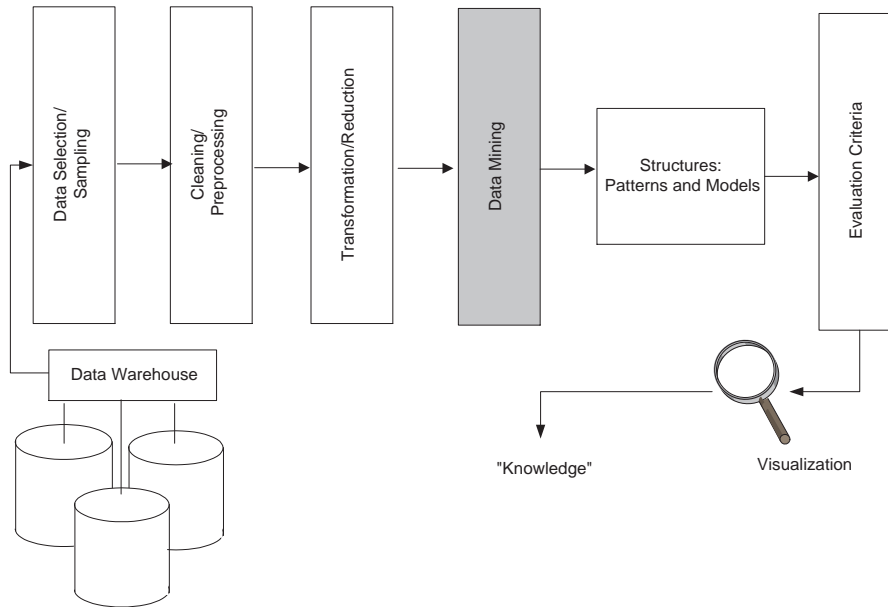 Data Selection/
Sampling
Cleaning/
Preprocessing
Transformation/Reduction
Data Mining
Structures:
Patterns and Models
Evaluation Criteria
Data Warehouse
"Knowledge"
Visualization